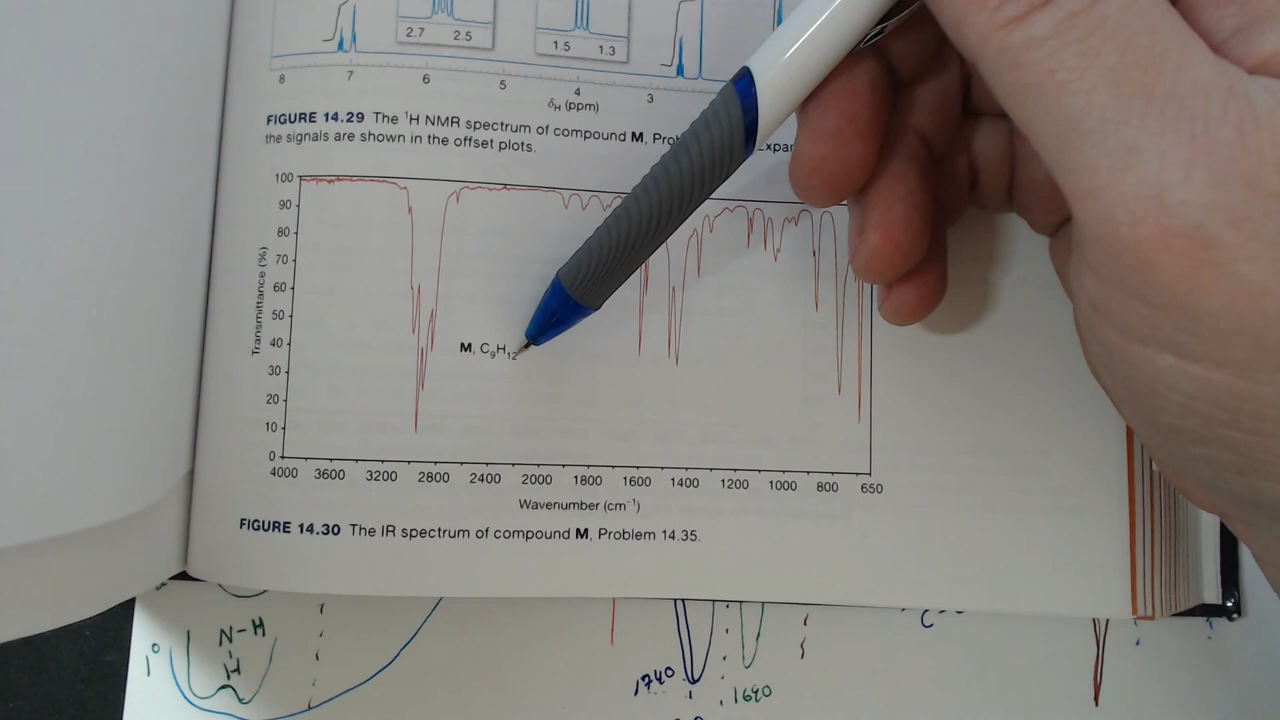 2.7 2.5
1.5 1.3
8 7 6 5 4 3
δH (ppm)
FIGURE 14.29 The ¹H NMR spectrum of compound M,
the signals are shown in the offset plots.
100
90
80
70
60
50
40
30
20
10
0
Transmittance (%)
M, C₉H₁₂
4000 3600 3200 2800 2400 2000 1800 1600 1400 1200 1000 800 650
Wavenumber (cm⁻¹)
FIGURE 14.30 The IR spectrum of compound M, Problem 14.35.
1° N-H
H
1740
1690